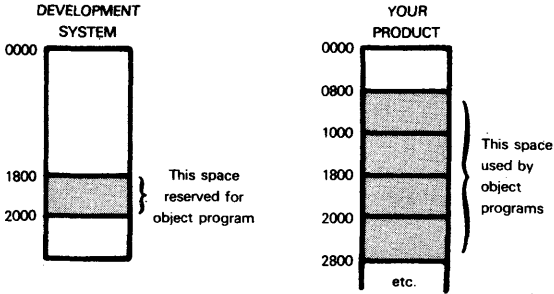 DEVELOPMENT
SYSTEM
0000
1800
2000
This space
reserved for
object program
YOUR
PRODUCT
0000
0800
1000
1800
2000
2800
This space
used by
object
programs
etc.